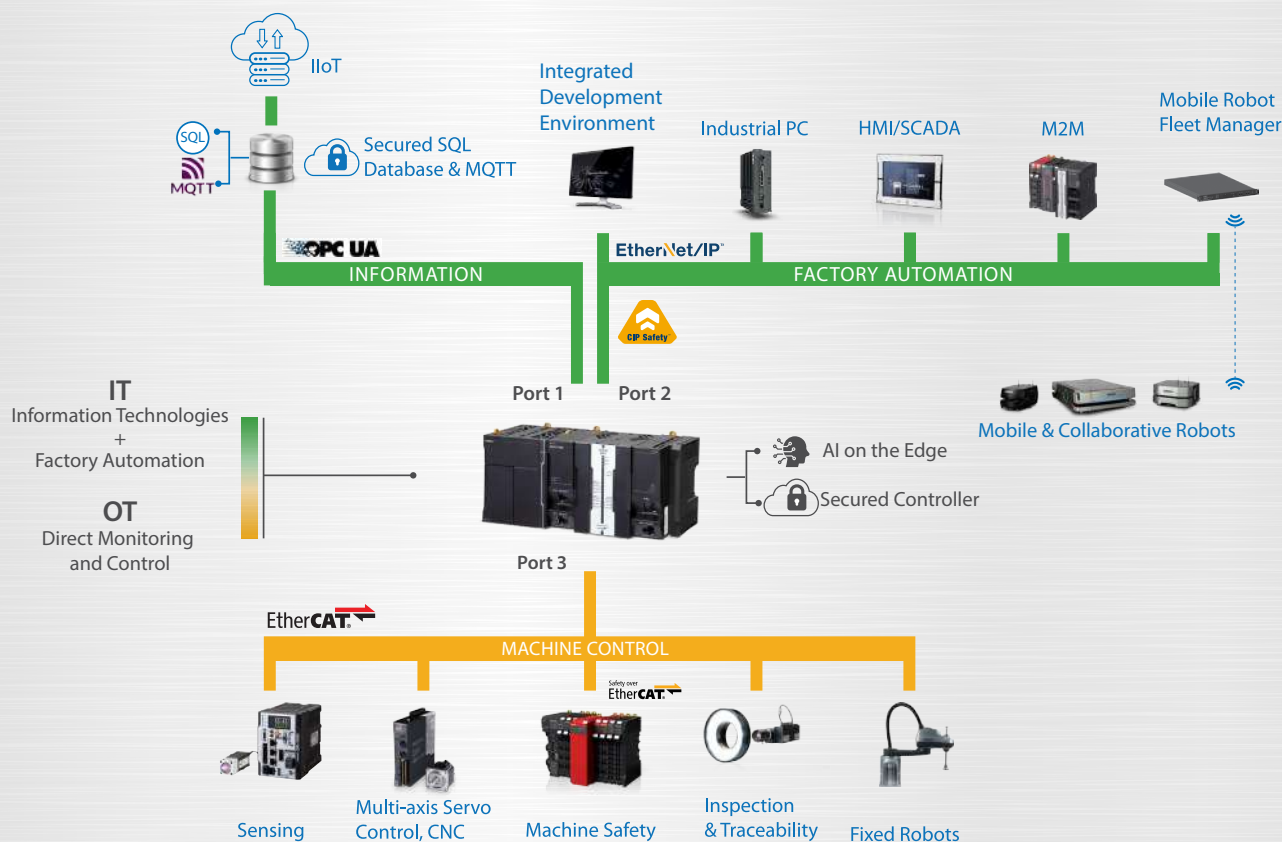 IIoT
SQL
MQTT
Secured SQL
Database & MQTT
Integrated
Development
Environment
Industrial PC
HMI/SCADA
M2M
Mobile Robot
Fleet Manager
OPC UA
INFORMATION
EtherNet/IP™
FACTORY AUTOMATION
CIP Safety™
Port 1
Port 2
IT
Information Technologies
+
Factory Automation
OT
Direct Monitoring
and Control
AI on the Edge
Secured Controller
Mobile & Collaborative Robots
Port 3
EtherCAT®
MACHINE CONTROL
Safety over
EtherCAT®
Sensing
Multi-axis Servo
Control, CNC
Machine Safety
Inspection
& Traceability
Fixed Robots